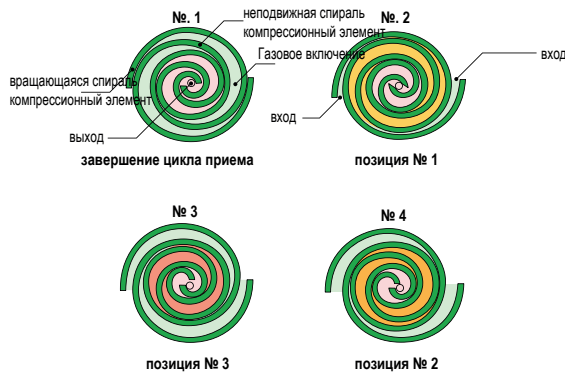 №. 1
неподвижная спираль
компрессионный элемент
Газовое включение
вращающаяся спираль
компрессионный элемент
выход
завершение цикла приема
№. 2
вход
вход
позиция № 1
№ 3
позиция № 3
№ 4
позиция № 2